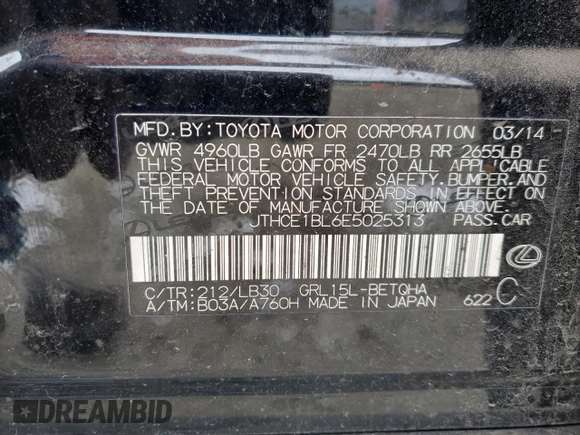 MFD. BY: TOYOTA MOTOR CORPORATION 03/14
GVWR 4960LB GAWR FR 2470LB RR 2655LB
THIS VEHICLE CONFORMS TO ALL APPLICABLE
FEDERAL MOTOR VEHICLE SAFETY, BUMPER, AND
THEFT PREVENTION STANDARDS IN EFFECT ON
THE DATE OF MANUFACTURE SHOWN ABOVE.
JTHCE1BL6E5025313 PASS. CAR
C/TR: 212/LB30 GRL15L-BETQHA
A/TM: B03A/A760H MADE IN JAPAN 622 C
DREAMBID